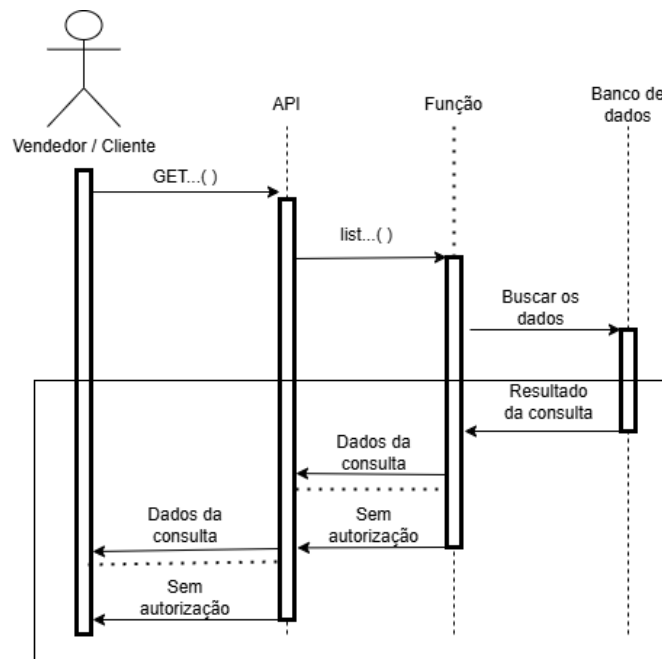 API
Função
Banco de
dados
Vendedor / Cliente
GET...( )
list...( )
Buscar os
dados
Resultado
da consulta
Dados da
consulta
Sem
autorização
Dados da
consulta
Sem
autorização